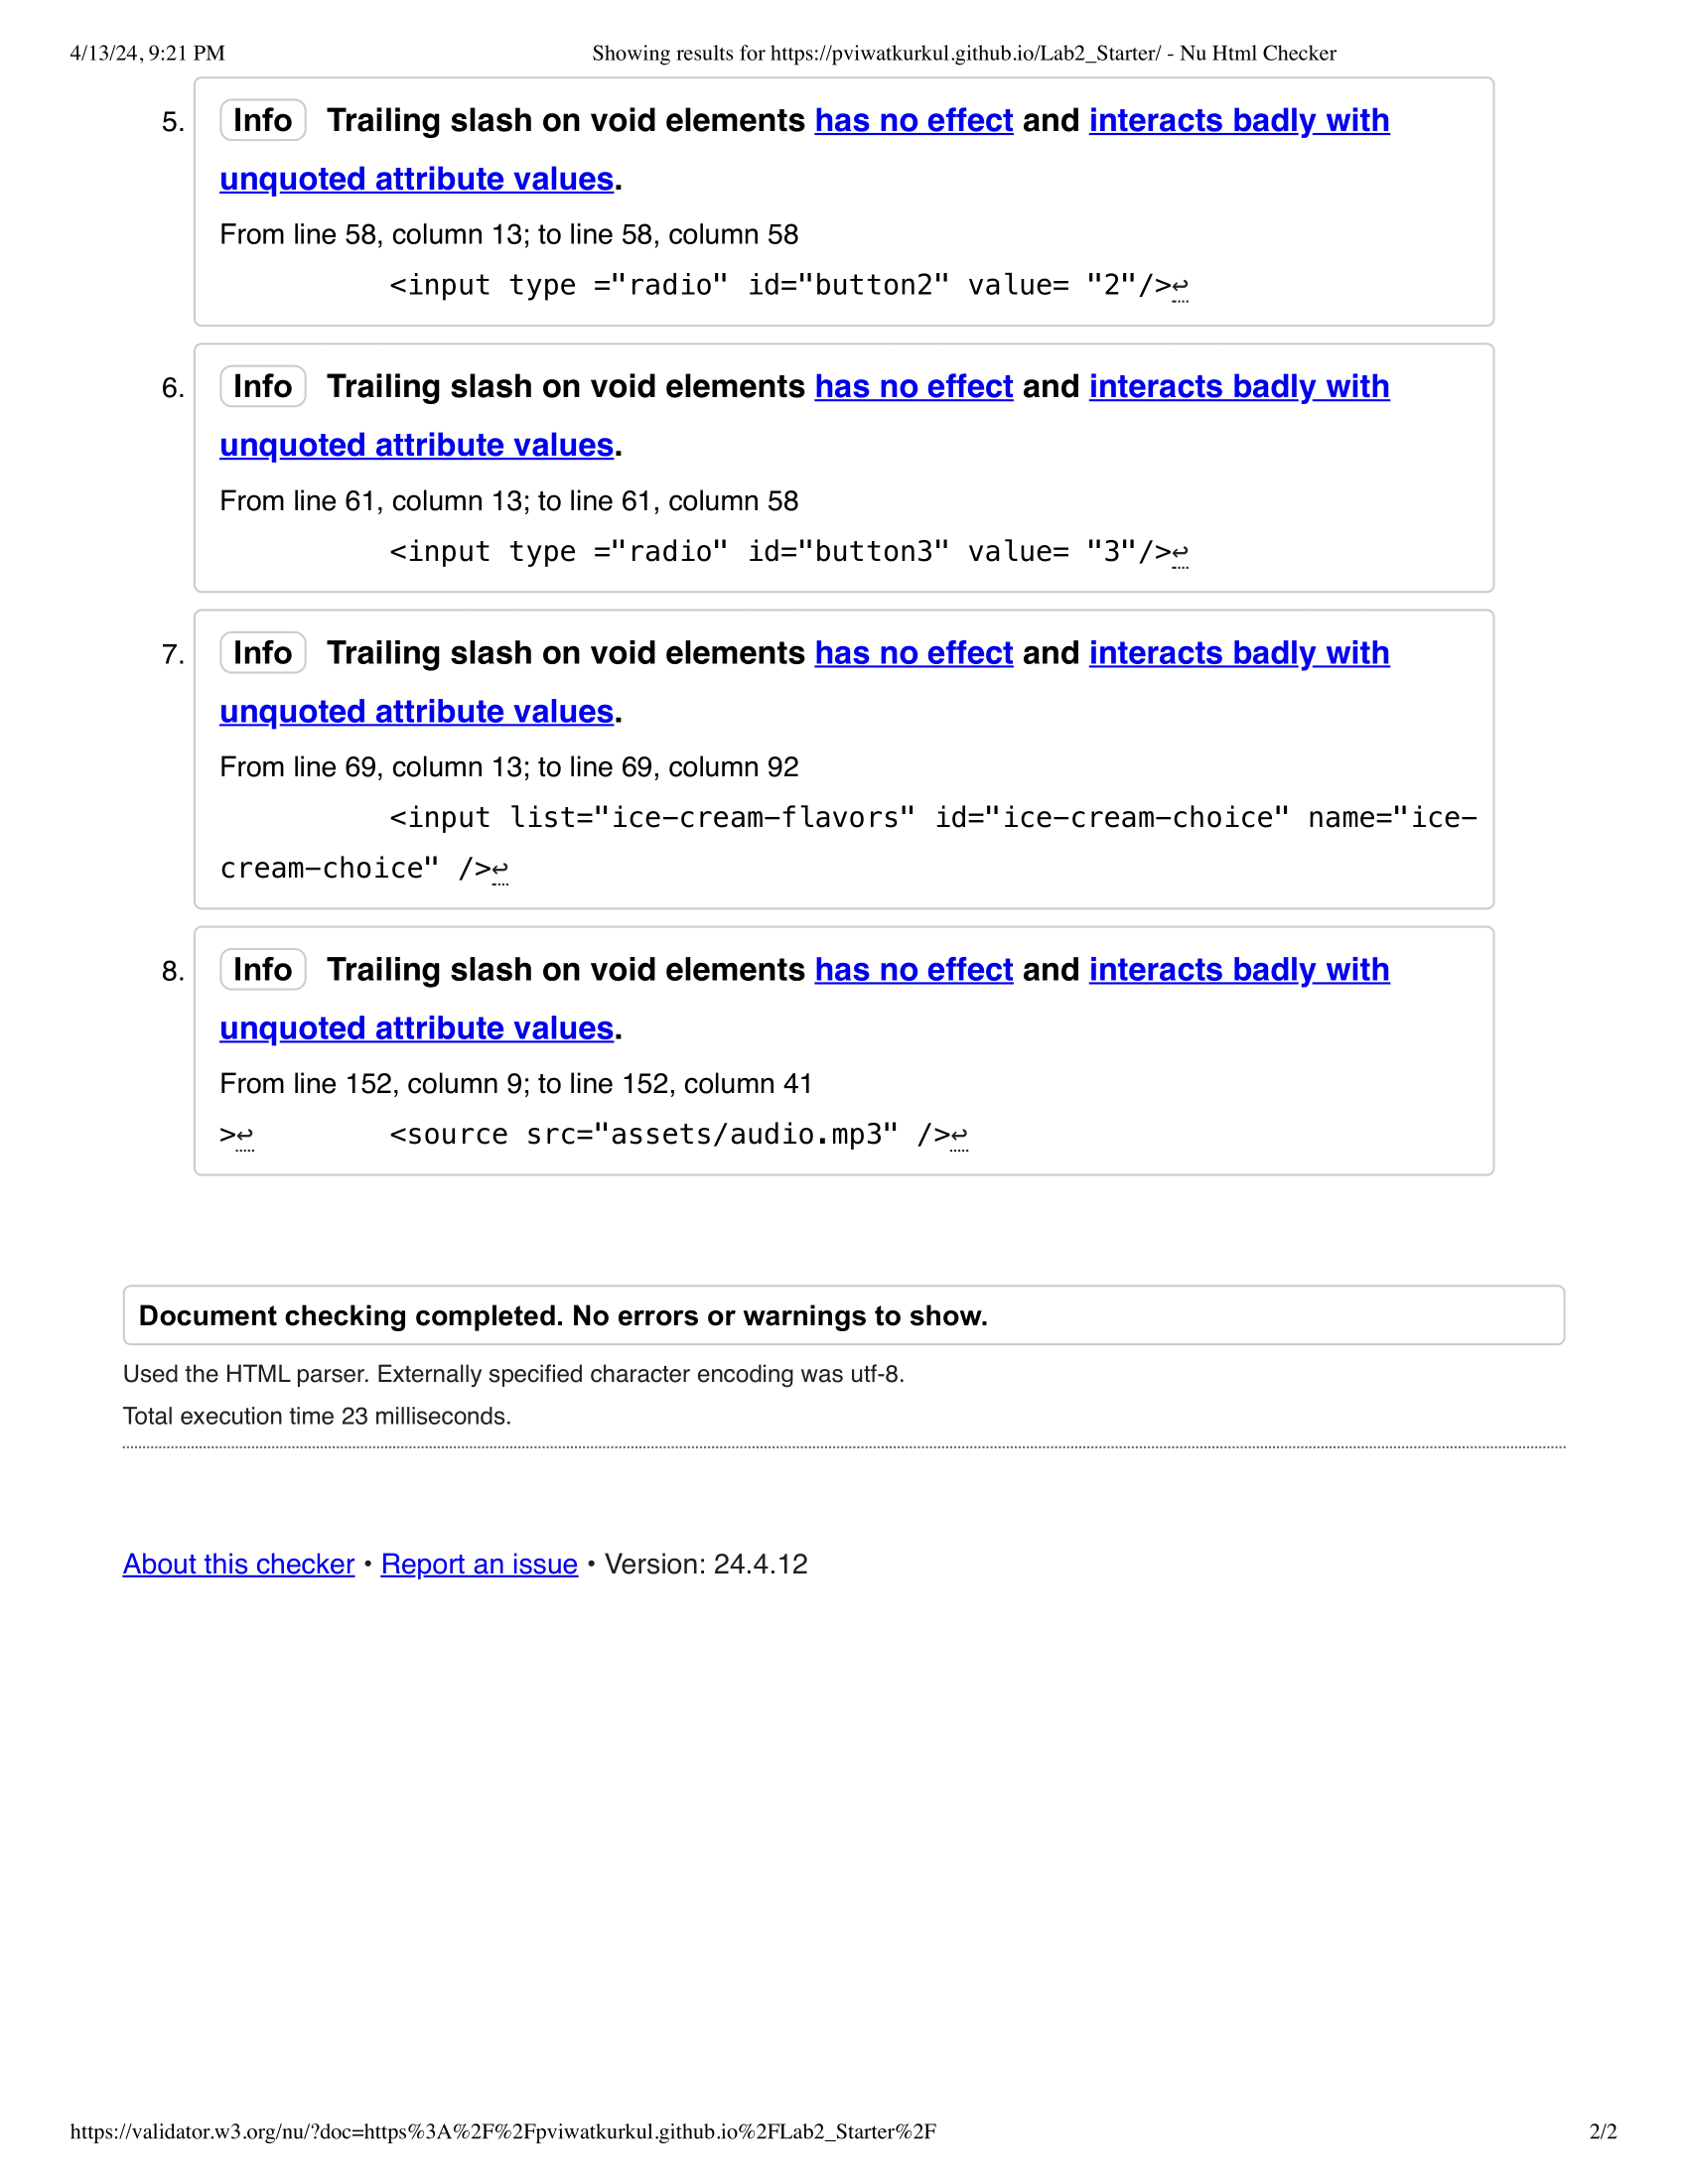 4/13/24, 9:21 PM Showing results for https://pviwatkurkul.github.io/Lab2_Starter/ - Nu Html Checker
5. Info Trailing slash on void elements has no effect and interacts badly with
unquoted attribute values.
From line 58, column 13; to line 58, column 58
<input type ="radio" id="button2" value= "2"/>↩
6. Info Trailing slash on void elements has no effect and interacts badly with
unquoted attribute values.
From line 61, column 13; to line 61, column 58
<input type ="radio" id="button3" value= "3"/>↩
7. Info Trailing slash on void elements has no effect and interacts badly with
unquoted attribute values.
From line 69, column 13; to line 69, column 92
<input list="ice-cream-flavors" id="ice-cream-choice" name="ice-
cream-choice" />↩
8. Info Trailing slash on void elements has no effect and interacts badly with
unquoted attribute values.
From line 152, column 9; to line 152, column 41
>↩ <source src="assets/audio.mp3" />↩
Document checking completed. No errors or warnings to show.
Used the HTML parser. Externally specified character encoding was utf-8.
Total execution time 23 milliseconds.
About this checker • Report an issue • Version: 24.4.12
https://validator.w3.org/nu/?doc=https%3A%2F%2Fpviwatkurkul.github.io%2FLab2_Starter%2F 2/2